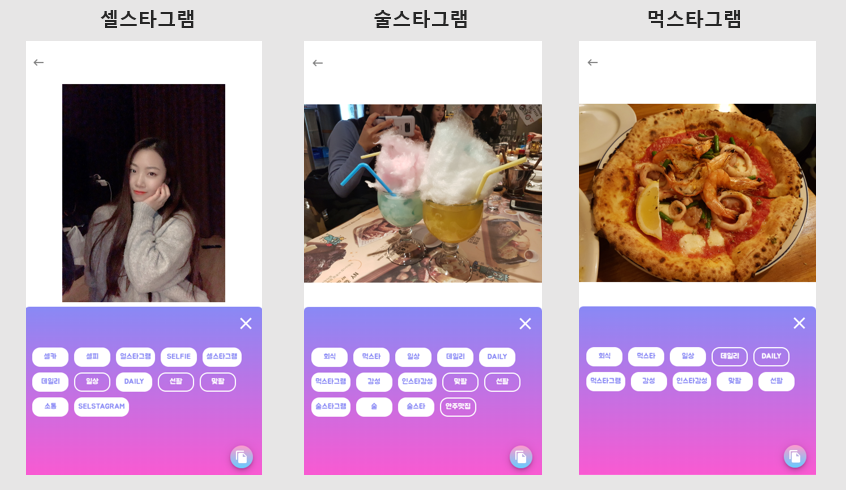 셀스타그램
술스타그램
먹스타그램
셀카 셀피 얼스타그램 SELFIE 셀스타그램
데일리 일상 DAILY 선팔 맞팔
소통 SELSTAGRAM
회식 먹스타 일상 데일리 DAILY
먹스타그램 감성 인스타감성 맞팔 선팔
술스타그램 술 술스타 안주맛집
회식 먹스타 일상 데일리 DAILY
먹스타그램 감성 인스타감성 맞팔 선팔